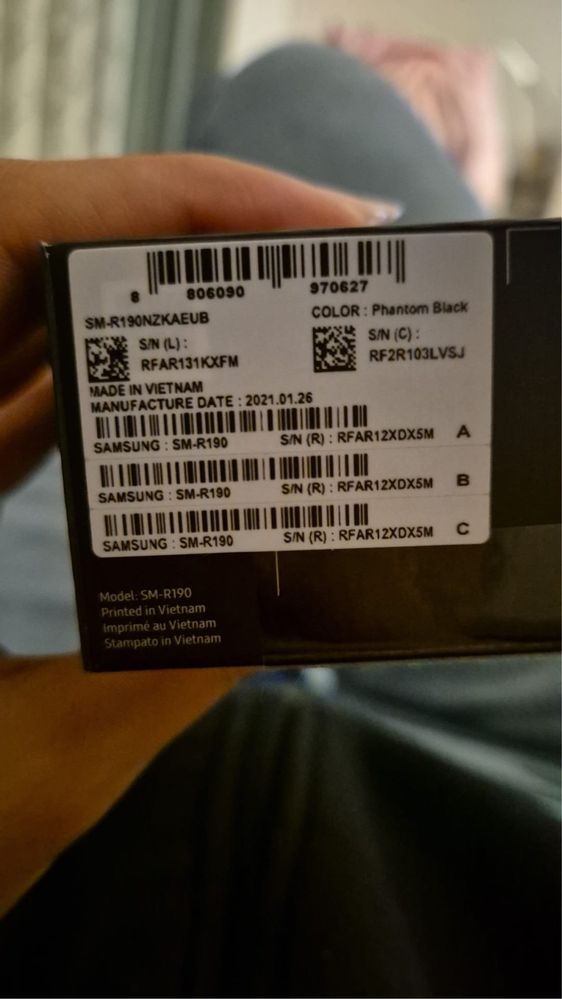 8 806090 970627
SM-R190NZKAEUB
COLOR : Phantom Black
S/N (L) :
RFAR131KXFM
S/N (C) :
RF2R103LVSJ
MADE IN VIETNAM
MANUFACTURE DATE : 2021.01.26
SAMSUNG : SM-R190 S/N (R) : RFAR12XDX5M A
SAMSUNG : SM-R190 S/N (R) : RFAR12XDX5M B
SAMSUNG : SM-R190 S/N (R) : RFAR12XDX5M C
Model: SM-R190
Printed in Vietnam
Imprimé au Vietnam
Stampato in Vietnam